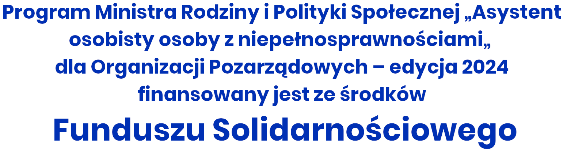 Program Ministra Rodziny i Polityki Społecznej „Asystent
osobisty osoby z niepełnosprawnościami„
dla Organizacji Pozarządowych – edycja 2024
finansowany jest ze środków
Funduszu Solidarnościowego